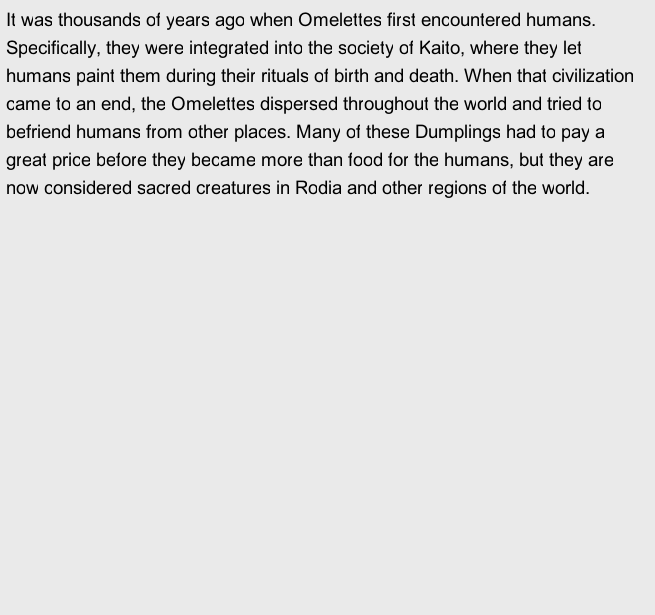 It was thousands of years ago when Omelettes first encountered humans.
Specifically, they were integrated into the society of Kaito, where they let
humans paint them during their rituals of birth and death. When that civilization
came to an end, the Omelettes dispersed throughout the world and tried to
befriend humans from other places. Many of these Dumplings had to pay a
great price before they became more than food for the humans, but they are
now considered sacred creatures in Rodia and other regions of the world.